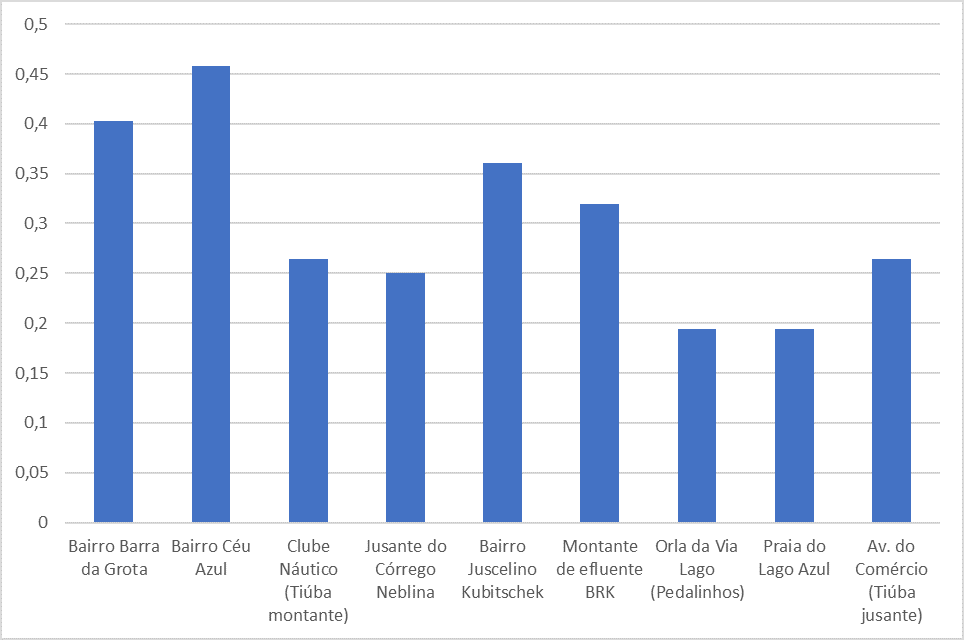 0,5
0,45
0,4
0,35
0,3
0,25
0,2
0,15
0,1
0,05
0
Bairro Barra
da Grota
Bairro Céu
Azul
Clube
Náutico
(Tiúba
montante)
Jusante do
Córrego
Neblina
Bairro
Juscelino
Kubitschek
Montante
de efluente
BRK
Orla da Via
Lago
(Pedalinhos)
Praia do
Lago Azul
Av. do
Comércio
(Tiúba
jusante)